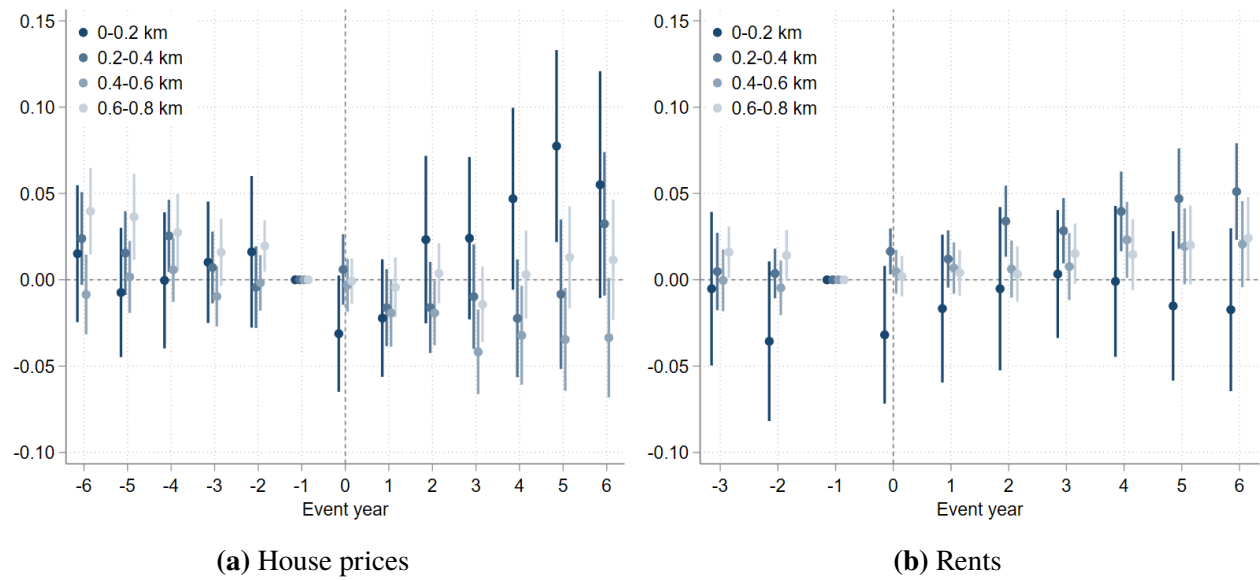 0.15
0.10
0.05
0.00
-0.05
-0.10
0-0.2 km
0.2-0.4 km
0.4-0.6 km
0.6-0.8 km
-6 -5 -4 -3 -2 -1 0 1 2 3 4 5 6
Event year
(a) House prices
0.15
0.10
0.05
0.00
-0.05
-0.10
0-0.2 km
0.2-0.4 km
0.4-0.6 km
0.6-0.8 km
-3 -2 -1 0 1 2 3 4 5 6
Event year
(b) Rents